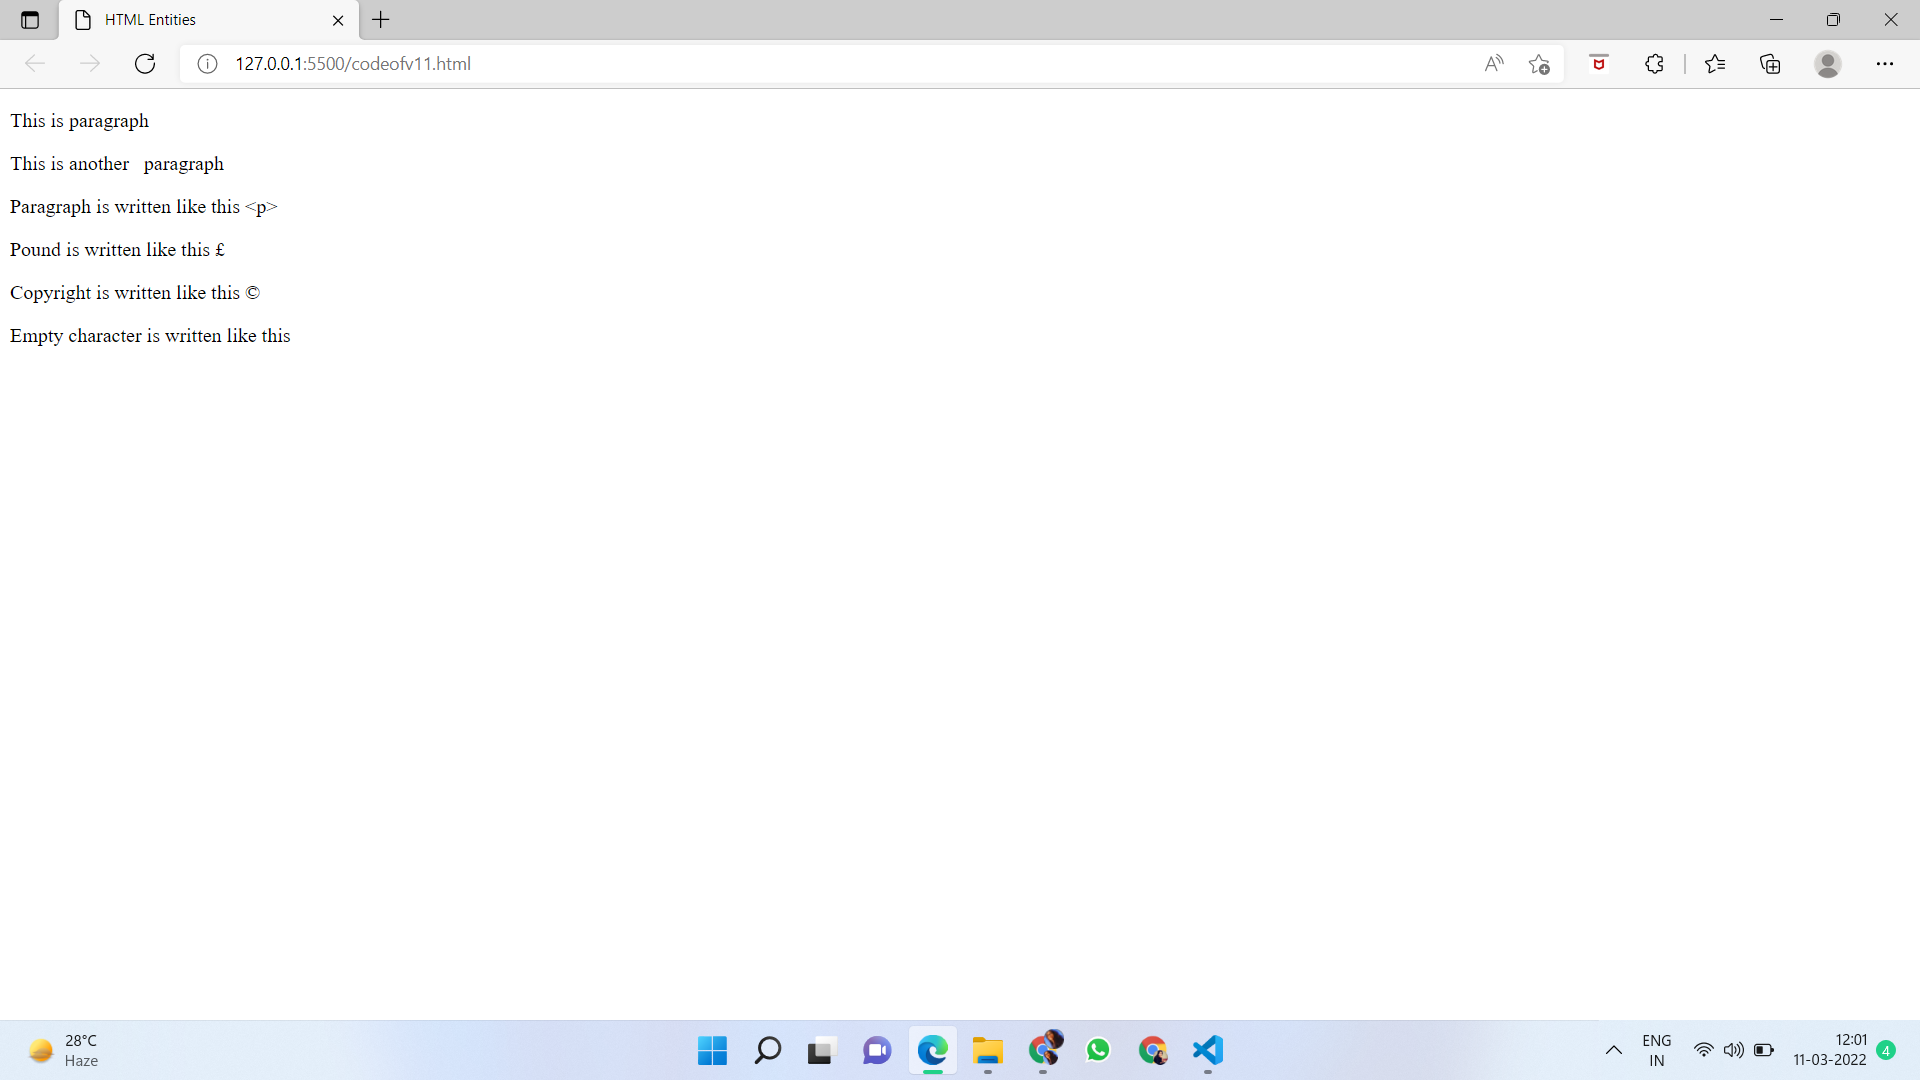 HTML Entities
127.0.0.1:5500/codeofv11.html
This is paragraph
This is another   paragraph
Paragraph is written like this <p>
Pound is written like this £
Copyright is written like this ©
Empty character is written like this
28°C
Haze
ENG
IN
12:01
11-03-2022
4